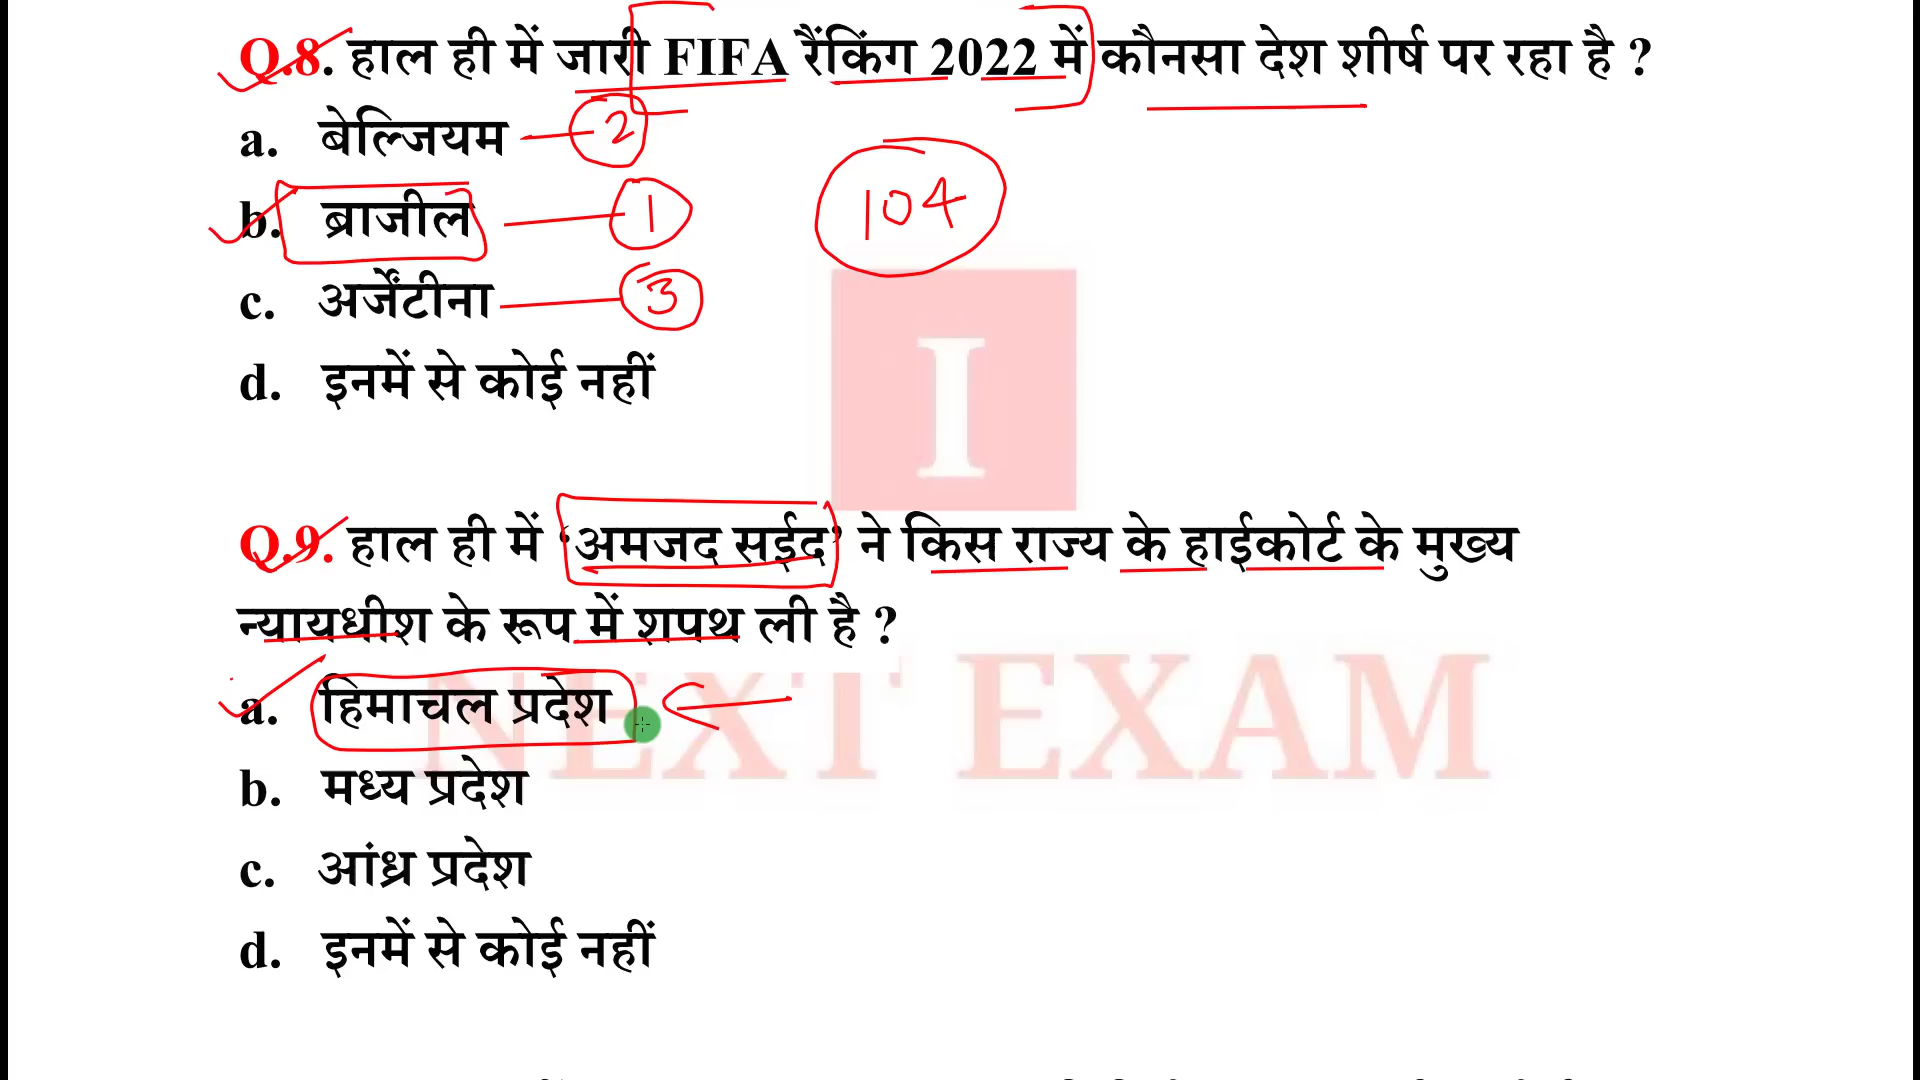 Q.8. हाल ही में जारी FIFA रैंकिंग 2022 में कौनसा देश शीर्ष पर रहा है ?
a. बेल्जियम 2
b. ब्राजील 1 104
c. अर्जेंटीना 3
d. इनमें से कोई नहीं
I
Q.9. हाल ही में ‘अमजद सईद’ ने किस राज्य के हाईकोर्ट के मुख्य
न्यायधीश के रूप में शपथ ली है ?
a. हिमाचल प्रदेश
NEXT EXAM
b. मध्य प्रदेश
c. आंध्र प्रदेश
d. इनमें से कोई नहीं